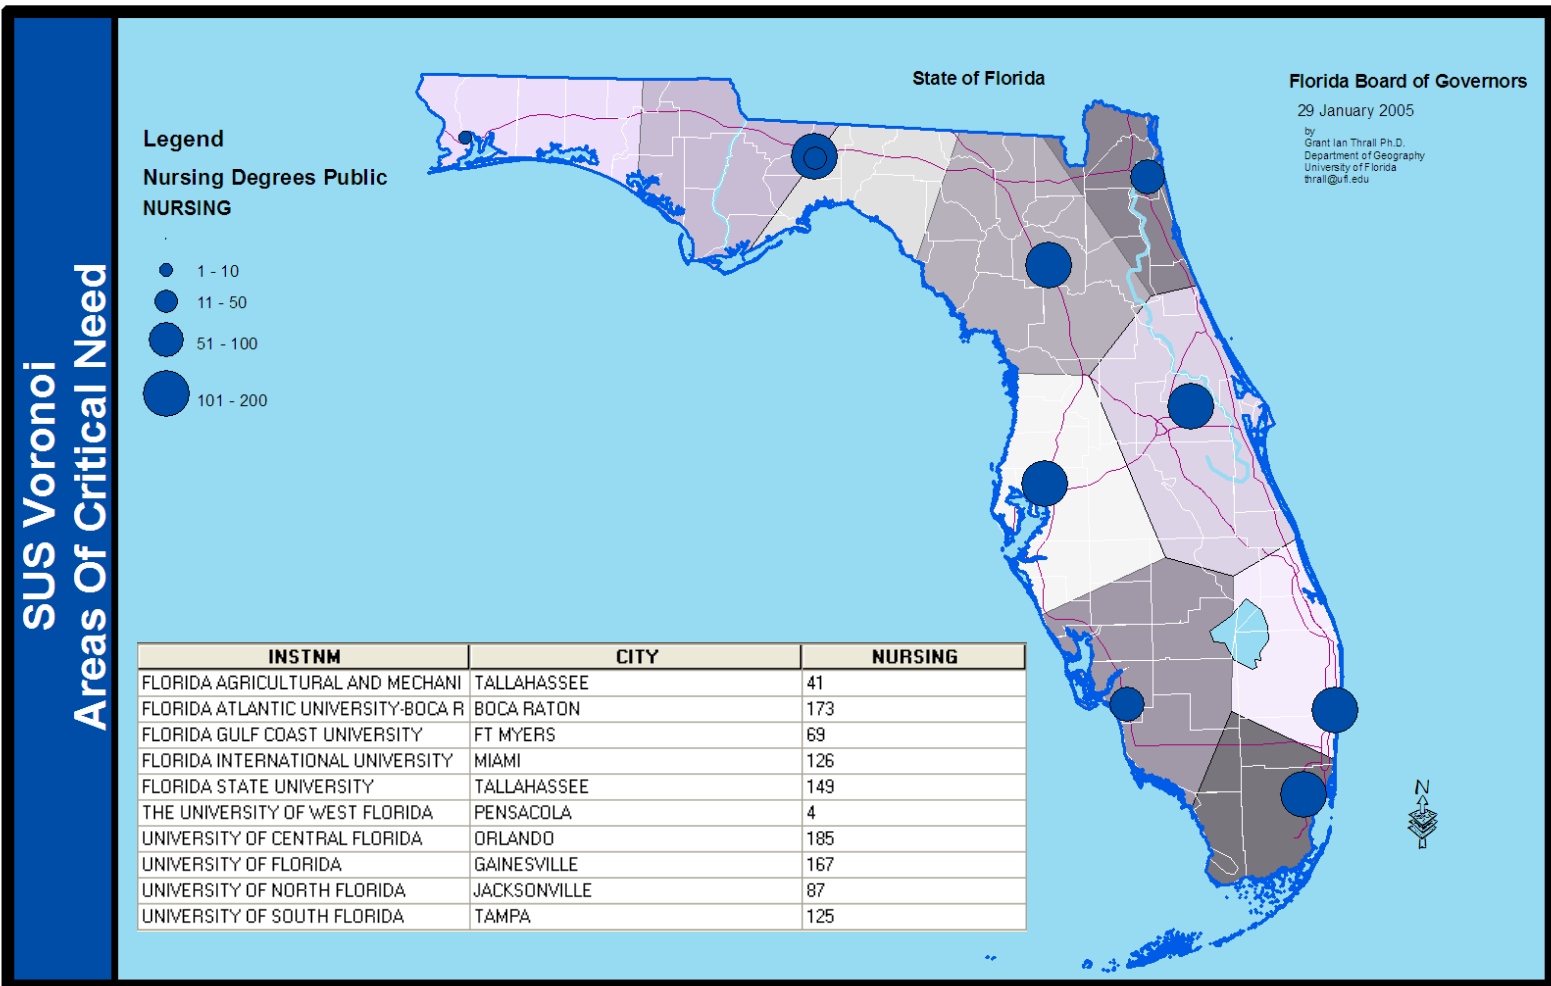 SUS Voronoi
Areas Of Critical Need
State of Florida
Florida Board of Governors
29 January 2005
by
Grant Ian Thrall Ph.D.
Department of Geography
University of Florida
thrall@ufl.edu
Legend
Nursing Degrees Public
NURSING
1 - 10
11 - 50
51 - 100
101 - 200
INSTNM CITY NURSING
FLORIDA AGRICULTURAL AND MECHANI TALLAHASSEE 41
FLORIDA ATLANTIC UNIVERSITY-BOCA R BOCA RATON 173
FLORIDA GULF COAST UNIVERSITY FT MYERS 69
FLORIDA INTERNATIONAL UNIVERSITY MIAMI 126
FLORIDA STATE UNIVERSITY TALLAHASSEE 149
THE UNIVERSITY OF WEST FLORIDA PENSACOLA 4
UNIVERSITY OF CENTRAL FLORIDA ORLANDO 185
UNIVERSITY OF FLORIDA GAINESVILLE 167
UNIVERSITY OF NORTH FLORIDA JACKSONVILLE 87
UNIVERSITY OF SOUTH FLORIDA TAMPA 125
N